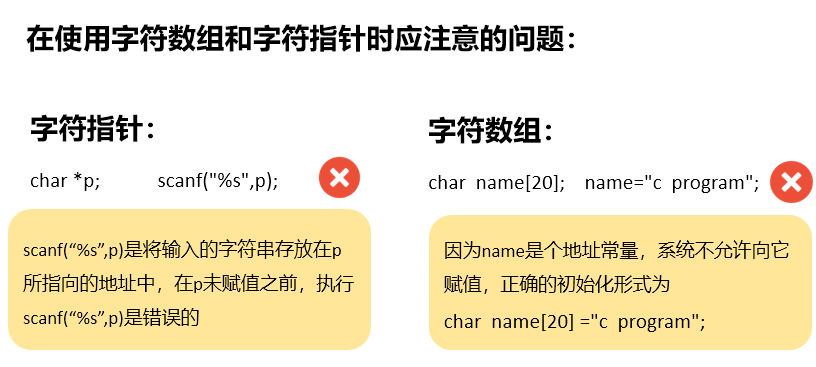 在使用字符数组和字符指针时应注意的问题：
字符指针：
char *p; scanf("%s",p);
scanf(“%s”,p)是将输入的字符串存放在p
所指向的地址中，在p未赋值之前，执行
scanf(“%s”,p)是错误的
字符数组：
char name[20]; name="c program";
因为name是个地址常量，系统不允许向它
赋值，正确的初始化形式为
char name[20] ="c program";